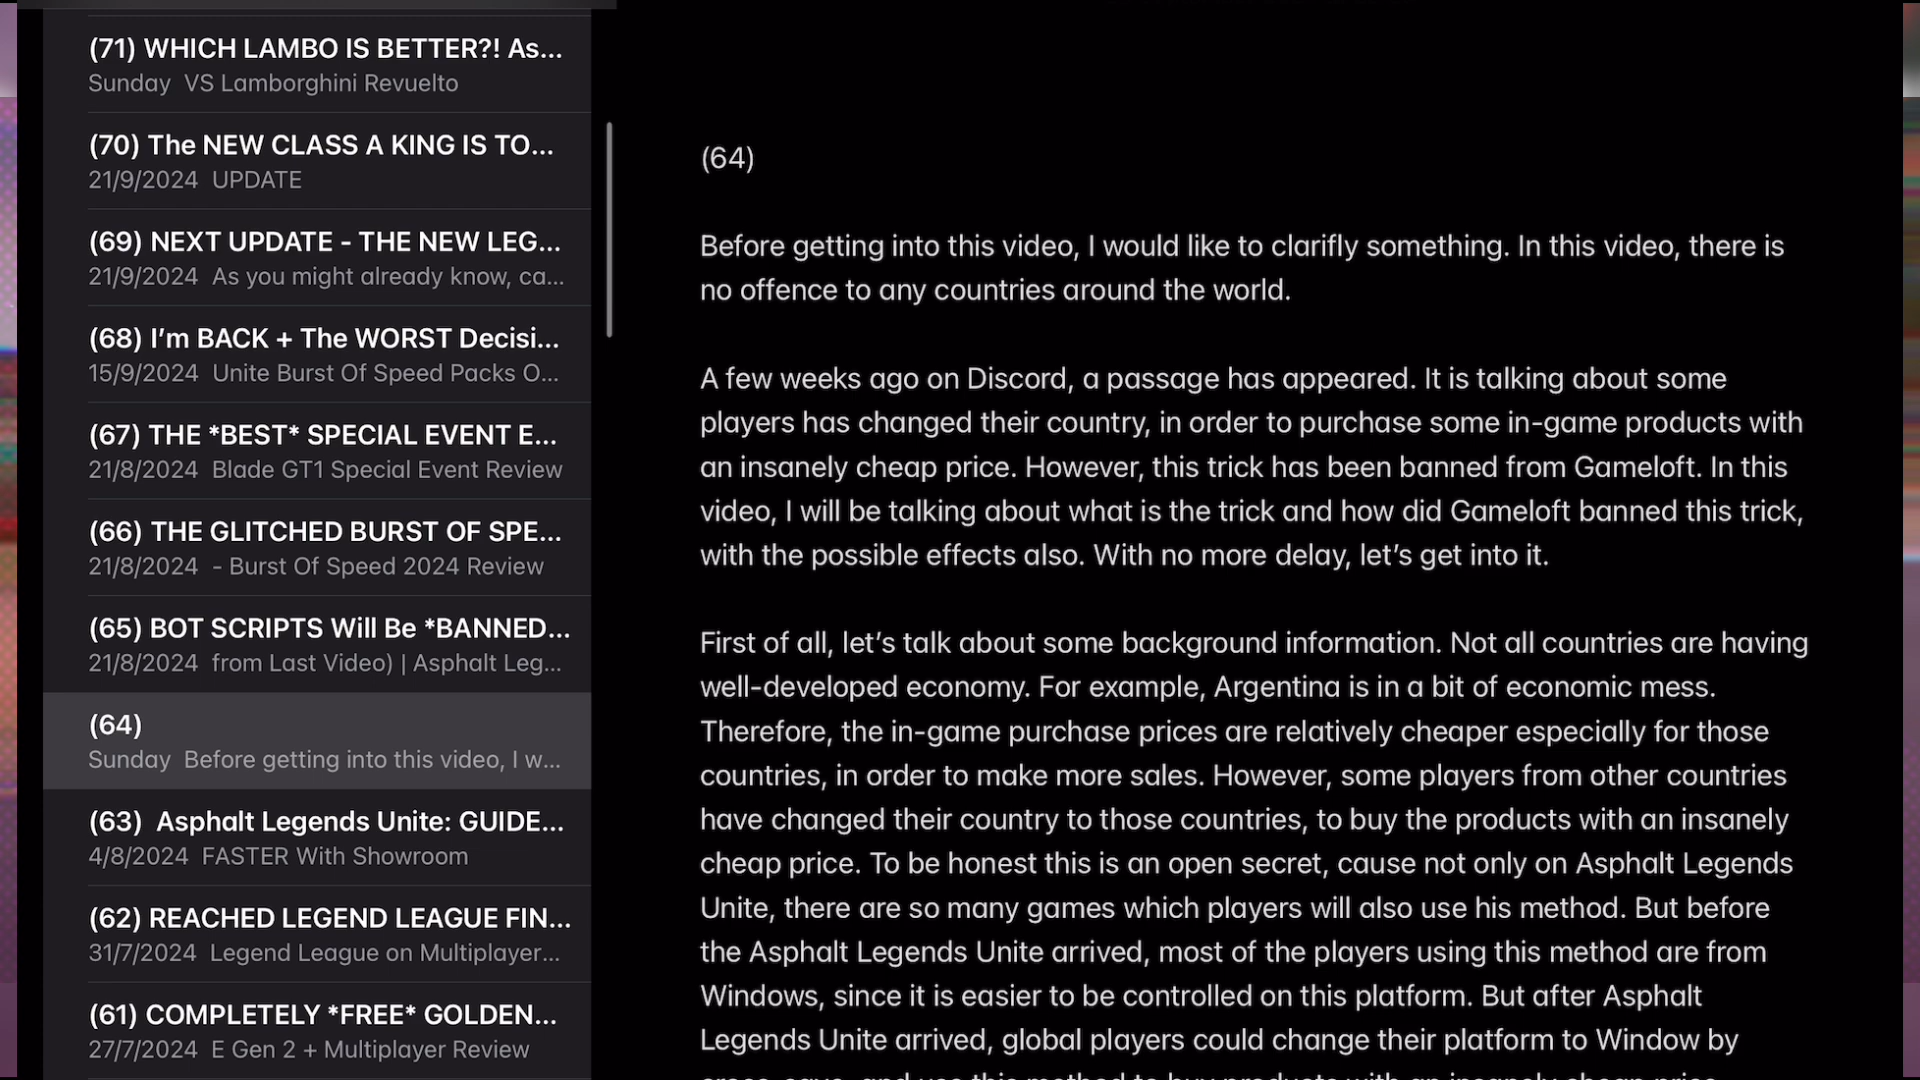 (71) WHICH LAMBO IS BETTER?! As...
Sunday VS Lamborghini Revuelto
(70) The NEW CLASS A KING IS TO...
21/9/2024 UPDATE
(69) NEXT UPDATE - THE NEW LEG...
21/9/2024 As you might already know, ca...
(68) I'm BACK + The WORST Decisi...
15/9/2024 Unite Burst Of Speed Packs O...
(67) THE *BEST* SPECIAL EVENT E...
21/8/2024 Blade GT1 Special Event Review
(66) THE GLITCHED BURST OF SPE...
21/8/2024 - Burst Of Speed 2024 Review
(65) BOT SCRIPTS Will Be *BANNED...
21/8/2024 from Last Video) | Asphalt Leg...
(64)
Sunday Before getting into this video, I w...
(63) Asphalt Legends Unite: GUIDE...
4/8/2024 FASTER With Showroom
(62) REACHED LEGEND LEAGUE FIN...
31/7/2024 Legend League on Multiplayer...
(61) COMPLETELY *FREE* GOLDEN...
27/7/2024 E Gen 2 + Multiplayer Review
(64)
Before getting into this video, I would like to clarifly something. In this video, there is
no offence to any countries around the world.
A few weeks ago on Discord, a passage has appeared. It is talking about some
players has changed their country, in order to purchase some in-game products with
an insanely cheap price. However, this trick has been banned from Gameloft. In this
video, I will be talking about what is the trick and how did Gameloft banned this trick,
with the possible effects also. With no more delay, let's get into it.
First of all, let's talk about some background information. Not all countries are having
well-developed economy. For example, Argentina is in a bit of economic mess.
Therefore, the in-game purchase prices are relatively cheaper especially for those
countries, in order to make more sales. However, some players from other countries
have changed their country to those countries, to buy the products with an insanely
cheap price. To be honest this is an open secret, cause not only on Asphalt Legends
Unite, there are so many games which players will also use his method. But before
the Asphalt Legends Unite arrived, most of the players using this method are from
Windows, since it is easier to be controlled on this platform. But after Asphalt
Legends Unite arrived, global players could change their platform to Window by
cross-save, and use this method to buy products with an insanely cheap price.